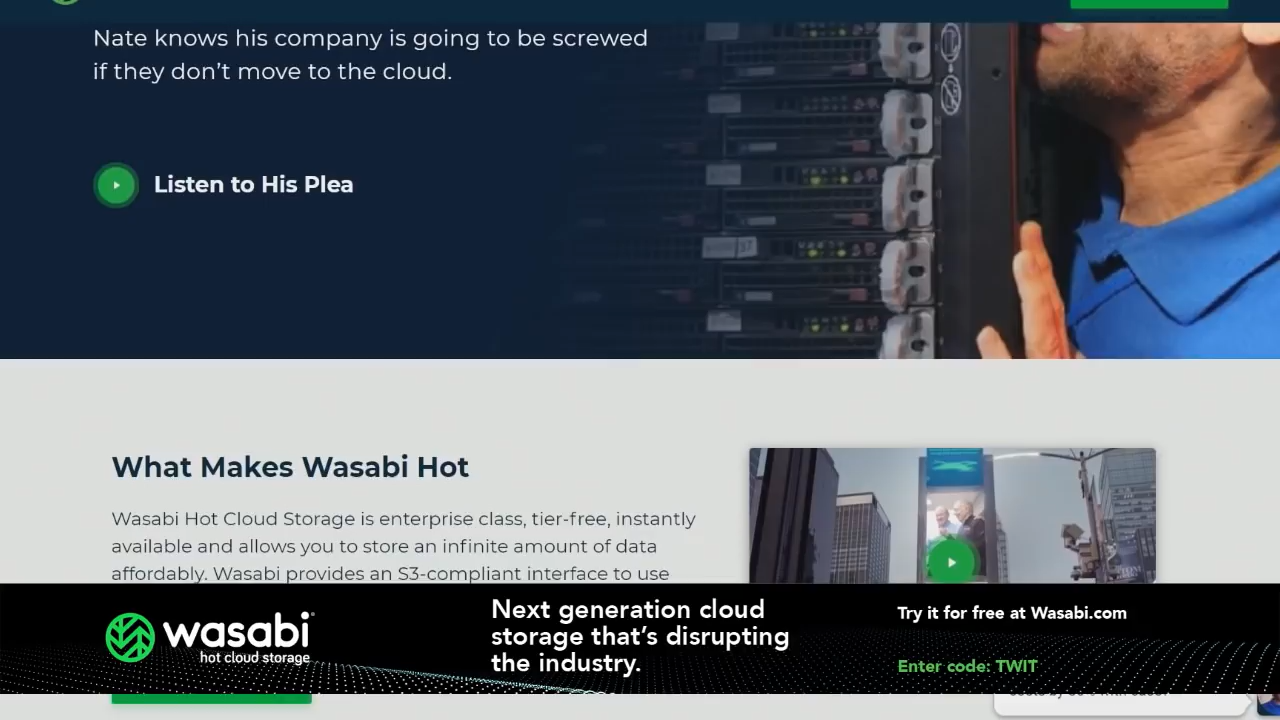 Nate knows his company is going to be screwed
if they don’t move to the cloud.
Listen to His Plea
37
What Makes Wasabi Hot
Wasabi Hot Cloud Storage is enterprise class, tier-free, instantly
available and allows you to store an infinite amount of data
affordably. Wasabi provides an S3-compliant interface to use
wasabi
hot cloud storage
Next generation cloud
storage that’s disrupting
the industry.
Try it for free at Wasabi.com
Enter code: TWIT